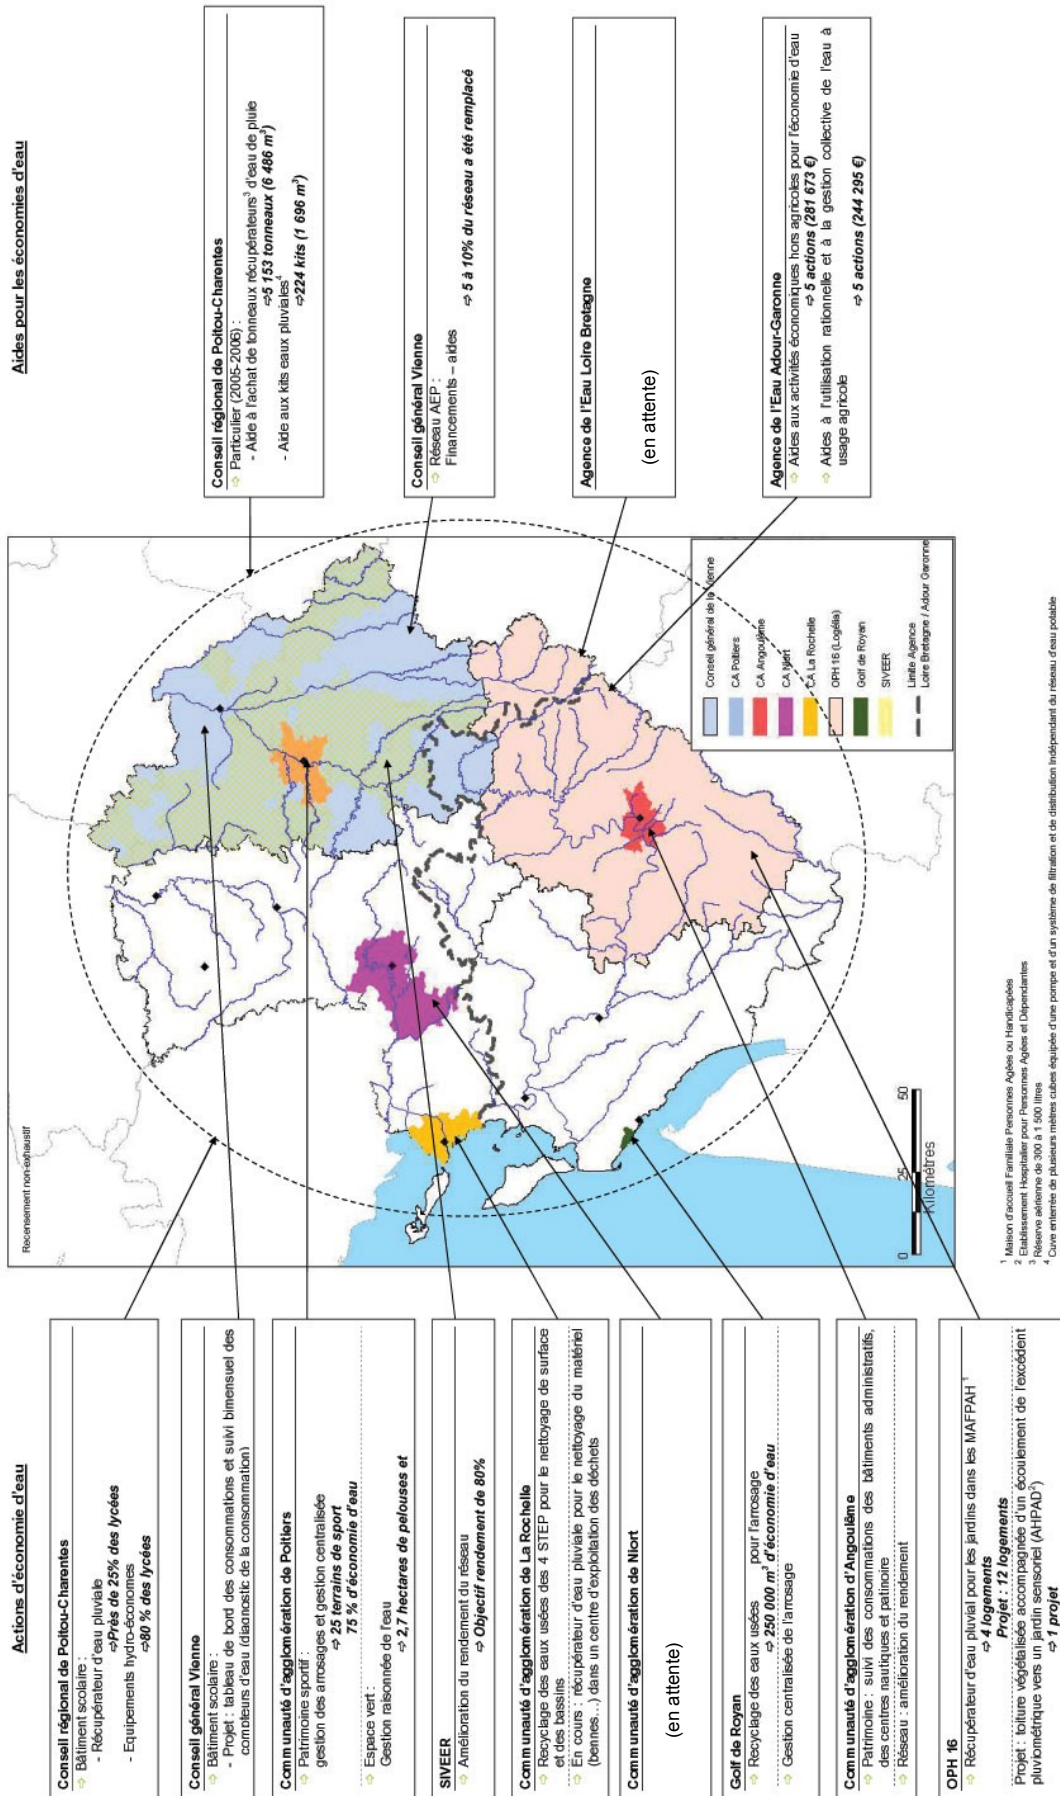 Actions d'économie d'eau
Conseil régional de Poitou-Charentes
⇨ Bâtiment scolaire :
- Récupérateur d'eau pluviale
⇨Près de 25% des lycées
- Equipements hydro-économes
⇨80 % des lycées
Conseil général Vienne
⇨ Bâtiment scolaire :
- Projet : tableau de bord des consommations et suivi bimensuel des
compteurs d'eau (diagnostic de la consommation)
Communauté d'agglomération de Poitiers
⇨ Patrimoine sportif :
gestion des arrosages et gestion centralisée
⇨ 25 terrains de sport
75 % d'économie d'eau
⇨ Espace vert :
Gestion raisonnée de l'eau
⇨ 2,7 hectares de pelouses et
SIVEER
⇨ Amélioration du rendement du réseau
⇨ Objectif rendement de 80%
Communauté d'agglomération de La Rochelle
⇨ Recyclage des eaux usées des 4 STEP pour le nettoyage de surface
et des bassins
⇨ En cours : récupérateur d'eau pluviale pour le nettoyage du matériel
(bennes…) dans un centre d'exploitation des déchets
Communauté d'agglomération de Niort
(en attente)
Golf de Royan
⇨ Recyclage des eaux usées pour l'arrosage
⇨ 250 000 m³ d'économie d'eau
⇨ Gestion centralisée de l'arrosage
Communauté d'agglomération d'Angoulême
⇨ Patrimoine : suivi des consommations des bâtiments administratifs,
des centres nautiques et patinoire
⇨ Réseau : amélioration du rendement
OPH 16
⇨ Récupérateur d'eau pluvial pour les jardins dans les MAFPAH ¹
⇨ 4 logements
Projet : 12 logements
Projet : toiture végétalisée accompagnée d'un écoulement de l'excédent
pluviométrique vers un jardin sensoriel (AHPAD²)
⇨ 1 projet
Recensement non-exhaustif
0 25 50
Kilomètres
Conseil général de la Vienne
CA Poitiers
CA Angoulême
CA Niort
CA La Rochelle
OPH 16 (Logélia)
Golf de Royan
SIVEER
Limite Agence
Loire Bretagne / Adour Garonne
¹ Maison d'accueil Familiale Personnes Agées ou Handicapées
² Etablissement Hospitalier pour Personnes Agées et Dépendantes
³ Réserve aérienne de 300 à 1 500 litres
⁴ Cuve enterrée de plusieurs mètres cubes équipée d'une pompe et d'un système de filtration et de distribution indépendant du réseau d'eau potable
Aides pour les économies d'eau
Conseil régional de Poitou-Charentes
⇨ Particulier (2005-2006) :
- Aide à l'achat de tonneaux récupérateurs³ d'eau de pluie
⇨5 153 tonneaux (6 486 m³)
- Aide aux kits eaux pluviales⁴
⇨224 kits (1 696 m³)
Conseil général Vienne
⇨ Réseau AEP :
Financements – aides
⇨ 5 à 10% du réseau a été remplacé
Agence de l'Eau Loire Bretagne
(en attente)
Agence de l'Eau Adour-Garonne
⇨ Aides aux activités économiques hors agricoles pour l'économie d'eau
⇨ 5 actions (281 673 €)
⇨ Aides à l'utilisation rationnelle et à la gestion collective de l'eau à
usage agricole
⇨ 5 actions (244 295 €)